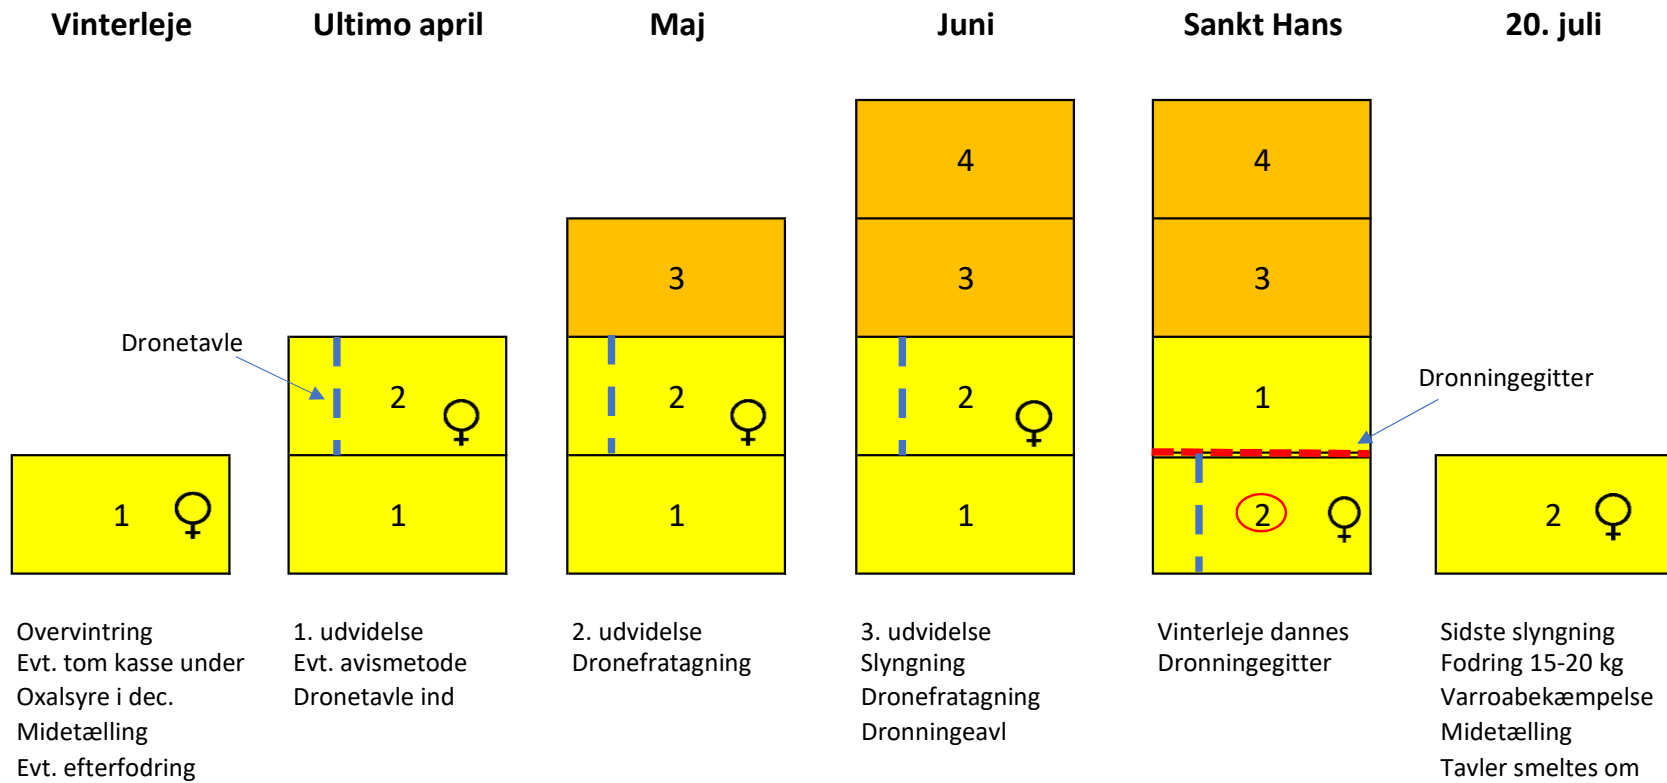 Vinterleje
Ultimo april
Maj
Juni
Sankt Hans
20. juli
4
4
3
3
3
Dronetavle
2
2
2
1
Dronningegitter
1
1
1
1
2
2
Overvintring
Evt. tom kasse under
Oxalsyre i dec.
Midetælling
Evt. efterfodring
1. udvidelse
Evt. avismetode
Dronetavle ind
2. udvidelse
Dronefratagning
3. udvidelse
Slyngning
Dronefratagning
Dronningeavl
Vinterleje dannes
Dronningegitter
Sidste slyngning
Fodring 15-20 kg
Varroabekæmpelse
Midetælling
Tavler smeltes om